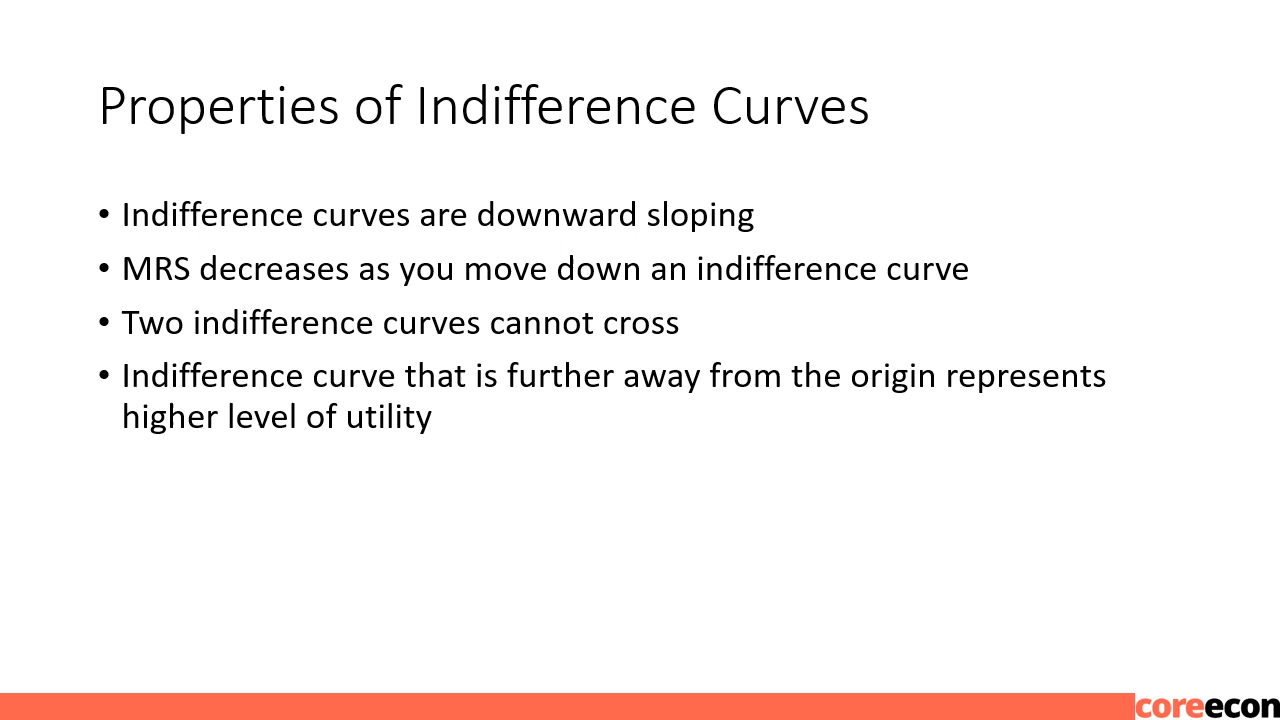 Properties of Indifference Curves
• Indifference curves are downward sloping
• MRS decreases as you move down an indifference curve
• Two indifference curves cannot cross
• Indifference curve that is further away from the origin represents
higher level of utility
coreecon